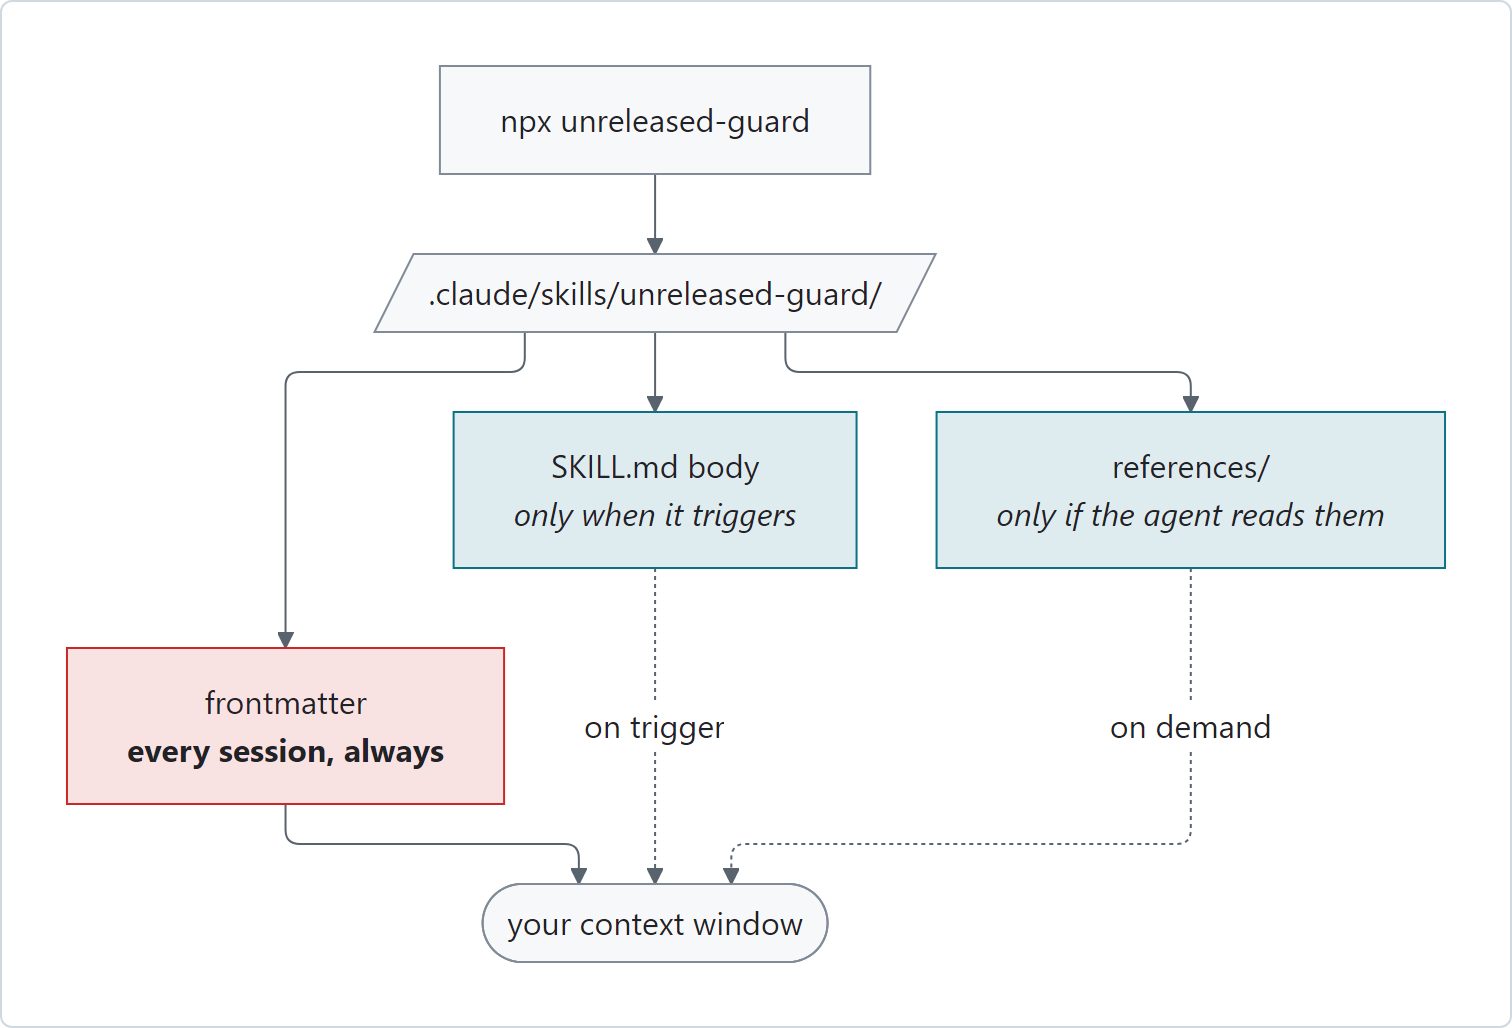 npx unreleased-guard
.claude/skills/unreleased-guard/
SKILL.md body
only when it triggers
references/
only if the agent reads them
frontmatter
every session, always
on trigger
on demand
your context window